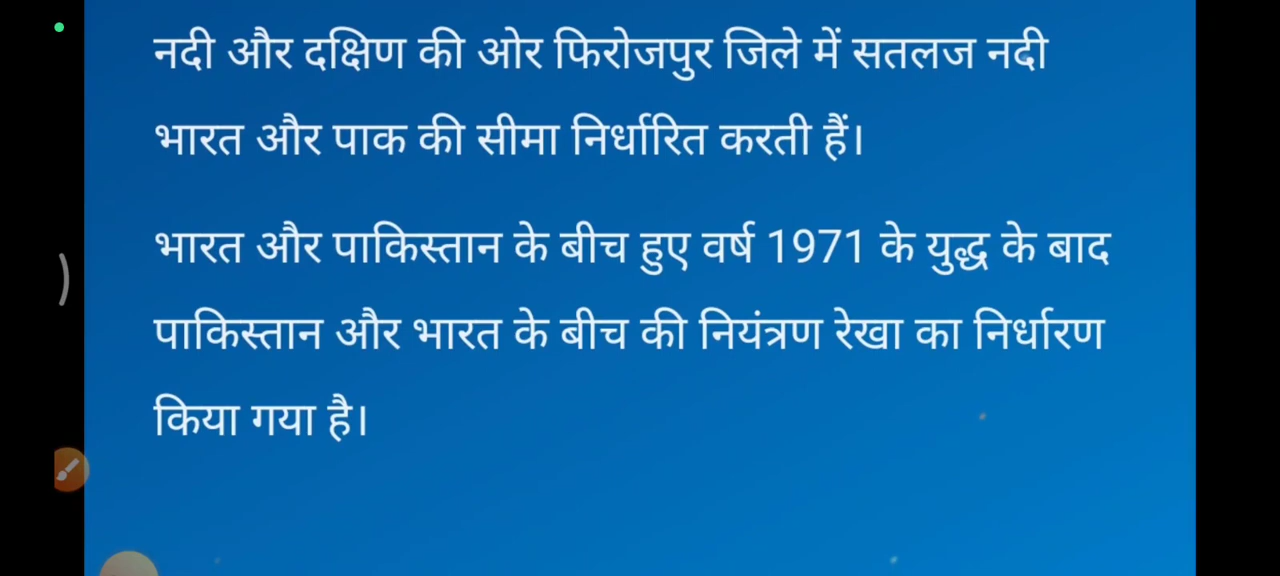 नदी और दक्षिण की ओर फिरोजपुर जिले में सतलज नदी
भारत और पाक की सीमा निर्धारित करती हैं।
भारत और पाकिस्तान के बीच हुए वर्ष 1971 के युद्ध के बाद
पाकिस्तान और भारत के बीच की नियंत्रण रेखा का निर्धारण
किया गया है।